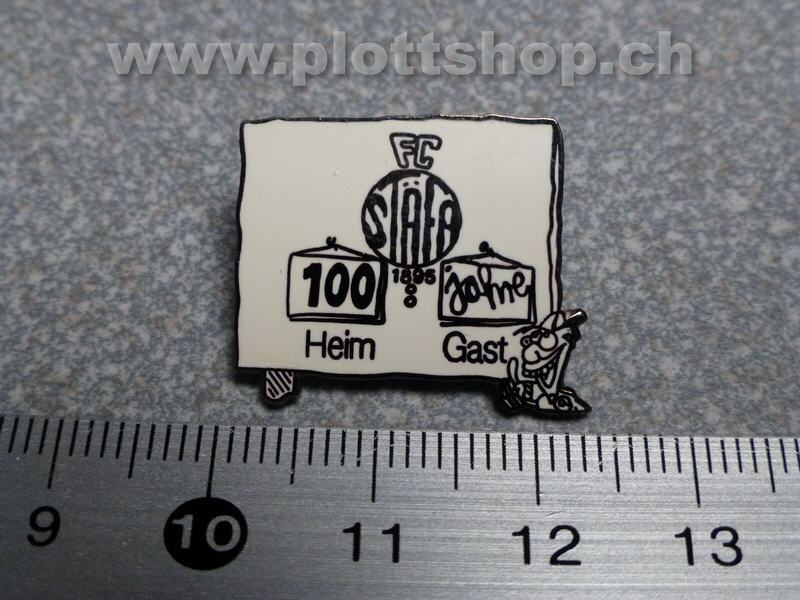 www.plottshop.ch
FC
STÄFA
1895
100 jahre
Heim Gast
9 10 11 12 13